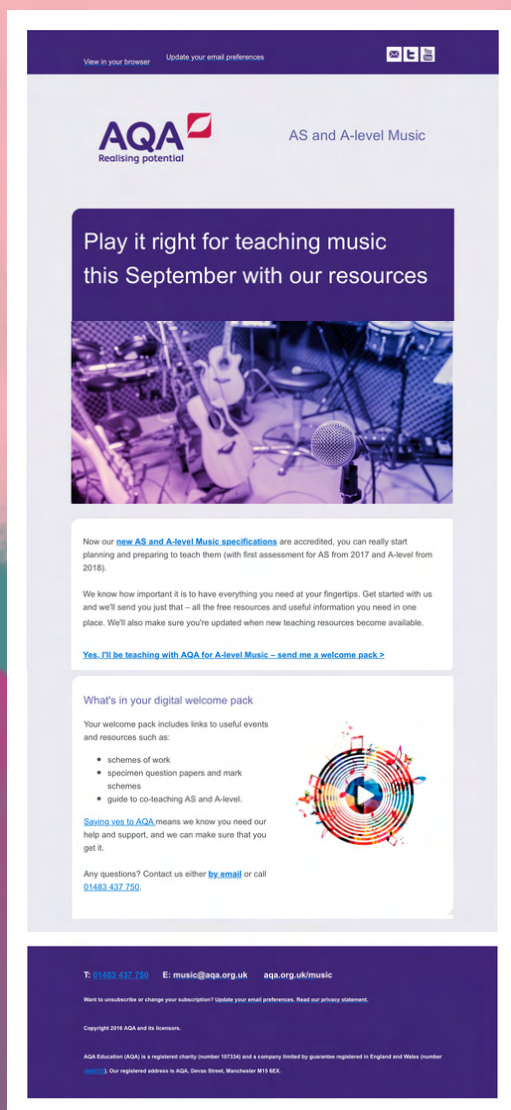 View in your browser
Update your email preferences
You Tube
AQA
Realising potential
AS and A-level Music
Play it right for teaching music
this September with our resources
Now our new AS and A-level Music specifications are accredited, you can really start
planning and preparing to teach them (with first assessment for AS from 2017 and A-level from
2018).
We know how important it is to have everything you need at your fingertips. Get started with us
and we'll send you just that – all the free resources and useful information you need in one
place. We'll also make sure you're updated when new teaching resources become available.
Yes, I'll be teaching with AQA for A-level Music – send me a welcome pack >
What's in your digital welcome pack
Your welcome pack includes links to useful events
and resources such as:
schemes of work
specimen question papers and mark
schemes
guide to co-teaching AS and A-level.
Saying yes to AQA means we know you need our
help and support, and we can make sure that you
get it.
Any questions? Contact us either by email or call
01483 437 750.
T: 01483 437 750 E: music@aqa.org.uk aqa.org.uk/music
Want to unsubscribe or change your subscription? Update your email preferences. Read our privacy statement.
Copyright 2016 AQA and its licensors.
AQA Education (AQA) is a registered charity (number 107334) and a company limited by guarantee registered in England and Wales (number
). Our registered address is AQA, Devas Street, Manchester M15 6EX.